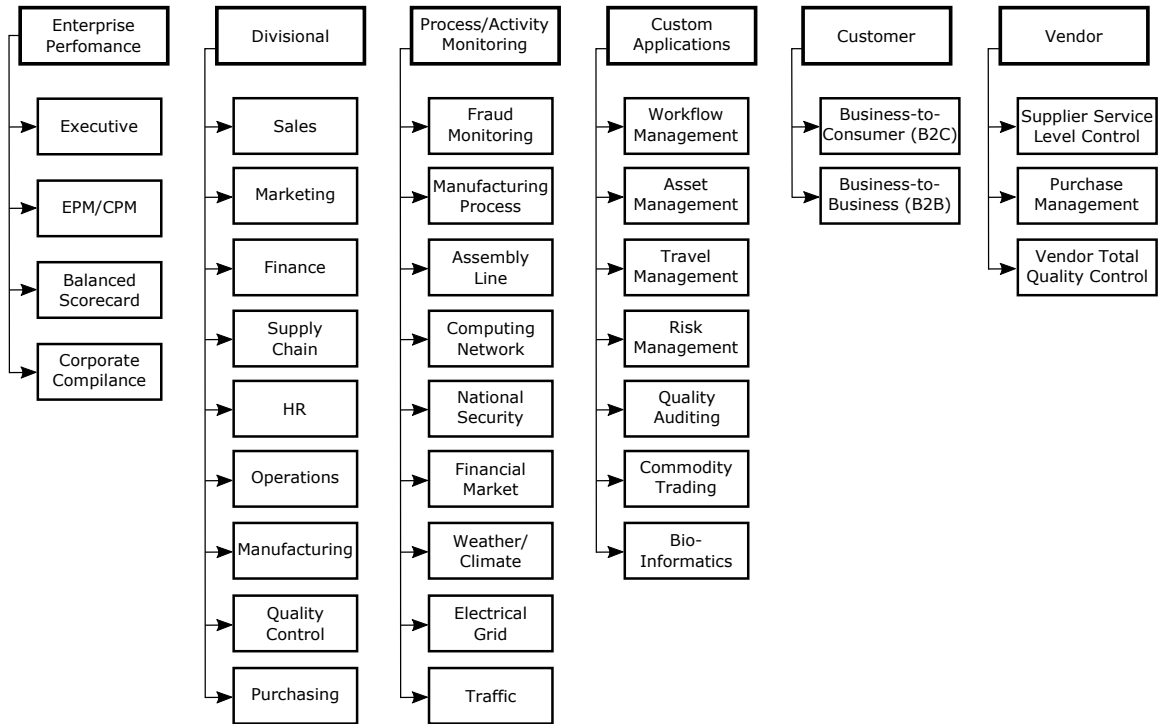 Enterprise
Perfomance
Executive
EPM/CPM
Balanced
Scorecard
Corporate
Compilance
Divisional
Sales
Marketing
Finance
Supply
Chain
HR
Operations
Manufacturing
Quality
Control
Purchasing
Process/Activity
Monitoring
Fraud
Monitoring
Manufacturing
Process
Assembly
Line
Computing
Network
National
Security
Financial
Market
Weather/
Climate
Electrical
Grid
Traffic
Custom
Applications
Workflow
Management
Asset
Management
Travel
Management
Risk
Management
Quality
Auditing
Commodity
Trading
Bio-
Informatics
Customer
Business-to-
Consumer (B2C)
Business-to-
Business (B2B)
Vendor
Supplier Service
Level Control
Purchase
Management
Vendor Total
Quality Control